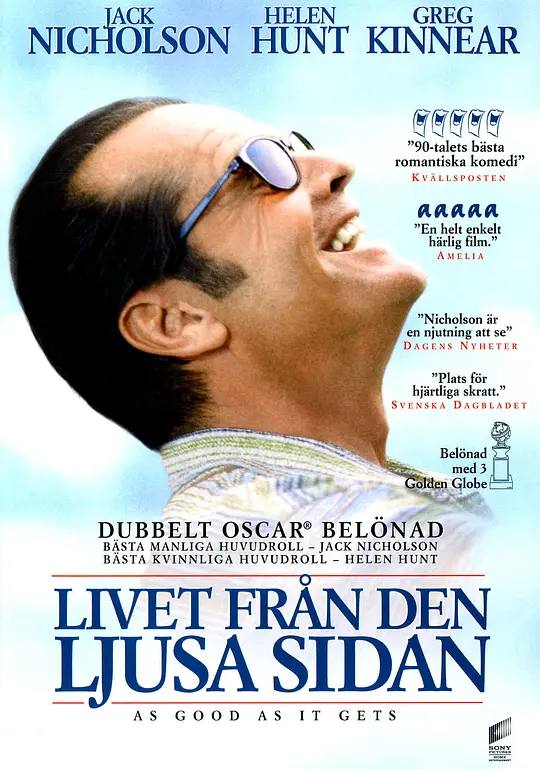 JACK NICHOLSON
HELEN HUNT
GREG KINNEAR
”90-talets bästa
romantiska komedi”
KVÄLLSPOSTEN
aaaaa
”En helt enkelt
härlig film.”
AMELIA
”Nicholson är
en njutning att se”
DAGENS NYHETER
”Plats för
hjärtliga skratt.”
SVENSKA DAGBLADET
Belönad
med 3
Golden Globe
DUBBELT OSCAR® BELÖNAD
BÄSTA MANLIGA HUVUDROLL – JACK NICHOLSON
BÄSTA KVINNLIGA HUVUDROLL – HELEN HUNT
LIVET FRÅN DEN
LJUSA SIDAN
AS GOOD AS IT GETS
SONY
PICTURES
HOME
ENTERTAINMENT